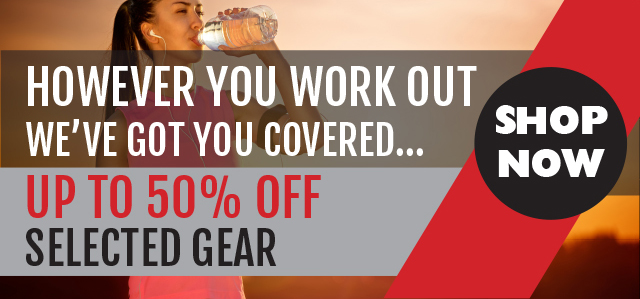 HOWEVER YOU WORK OUT
WE’VE GOT YOU COVERED...
UP TO 50% OFF
SELECTED GEAR
SHOP
NOW